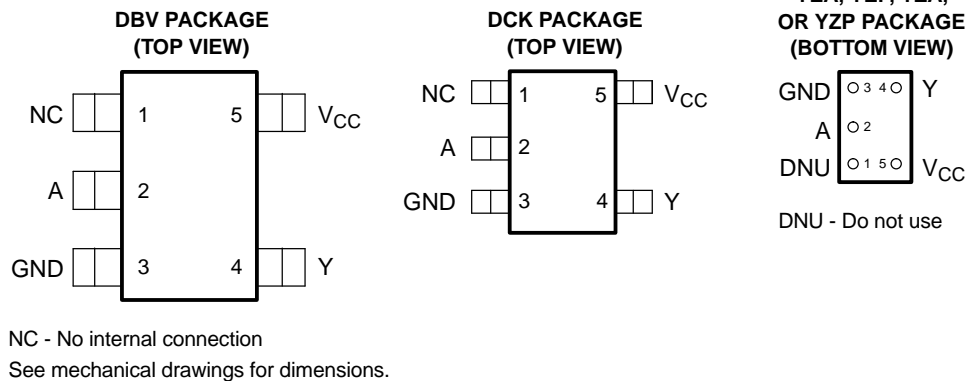 DBV PACKAGE
(TOP VIEW)
NC 1 5 VCC
A 2
GND 3 4 Y
DCK PACKAGE
(TOP VIEW)
NC 1 5 VCC
A 2
GND 3 4 Y
OR YZP PACKAGE
(BOTTOM VIEW)
GND 3 4 Y
A 2
DNU 1 5 VCC
DNU - Do not use
NC - No internal connection
See mechanical drawings for dimensions.